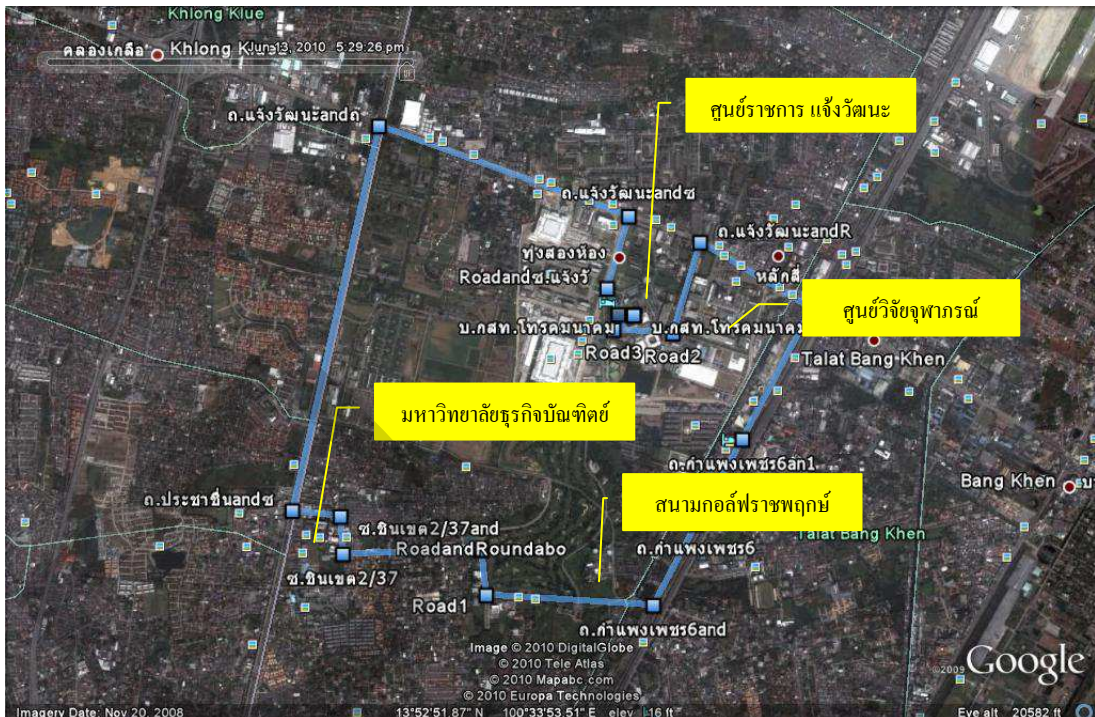 Khlong Klue
คลองเกลือ
Jun 13, 2010 5:29:26 pm
ถ.แจ้งวัฒนะandถ
ศูนย์ราชการ แจ้งวัฒนะ
ถ.แจ้งวัฒนะandซ
ถ.แจ้งวัฒนะandR
ทุ่งสองห้อง
หลักสี่
Roadandซ.แจ้งวั
ศูนย์วิจัยจุฬาภรณ์
บ.กสท.โทรคมนาคม
บ.กสท.โทรคมนาคม
Road3
Road2
Talat Bang Khen
มหาวิทยาลัยธุรกิจบัณฑิตย์
ถ.กำแพงเพชร6an1
Bang Khen
ถ.ประชาชื่นandซ
สนามกอล์ฟราชพฤกษ์
ซ.ชินเขต2/37and
Talat Bang Khen
RoadandRoundabo
ถ.กำแพงเพชร6
ซ.ชินเขต2/37
Road1
ถ.กำแพงเพชร6and
Image © 2010 DigitalGlobe
© 2010 Tele Atlas
© 2010 Mapabc.com
© 2010 Europa Technologies
©2009 Google
Imagery Date: Nov 20, 2008
13°52'51.87" N 100°33'53.51" E elev 16 ft
Eye alt 20582 ft